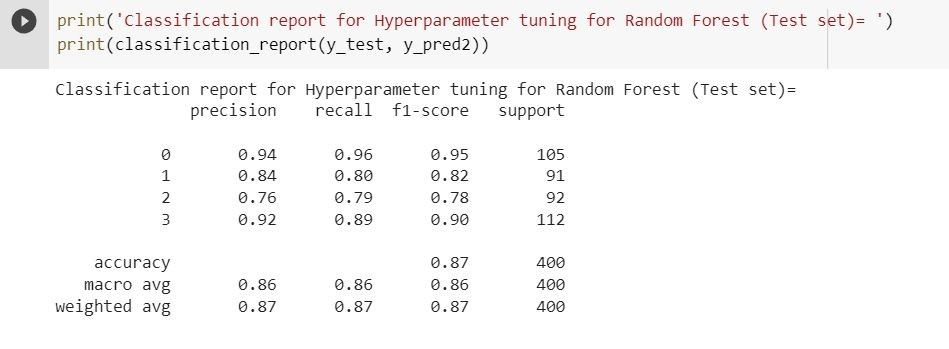 print('Classification report for Hyperparameter tuning for Random Forest (Test set)= ')
print(classification_report(y_test, y_pred2))
Classification report for Hyperparameter tuning for Random Forest (Test set)=
precision recall f1-score support
0 0.94 0.96 0.95 105
1 0.84 0.80 0.82 91
2 0.76 0.79 0.78 92
3 0.92 0.89 0.90 112
accuracy 0.87 400
macro avg 0.86 0.86 0.86 400
weighted avg 0.87 0.87 0.87 400